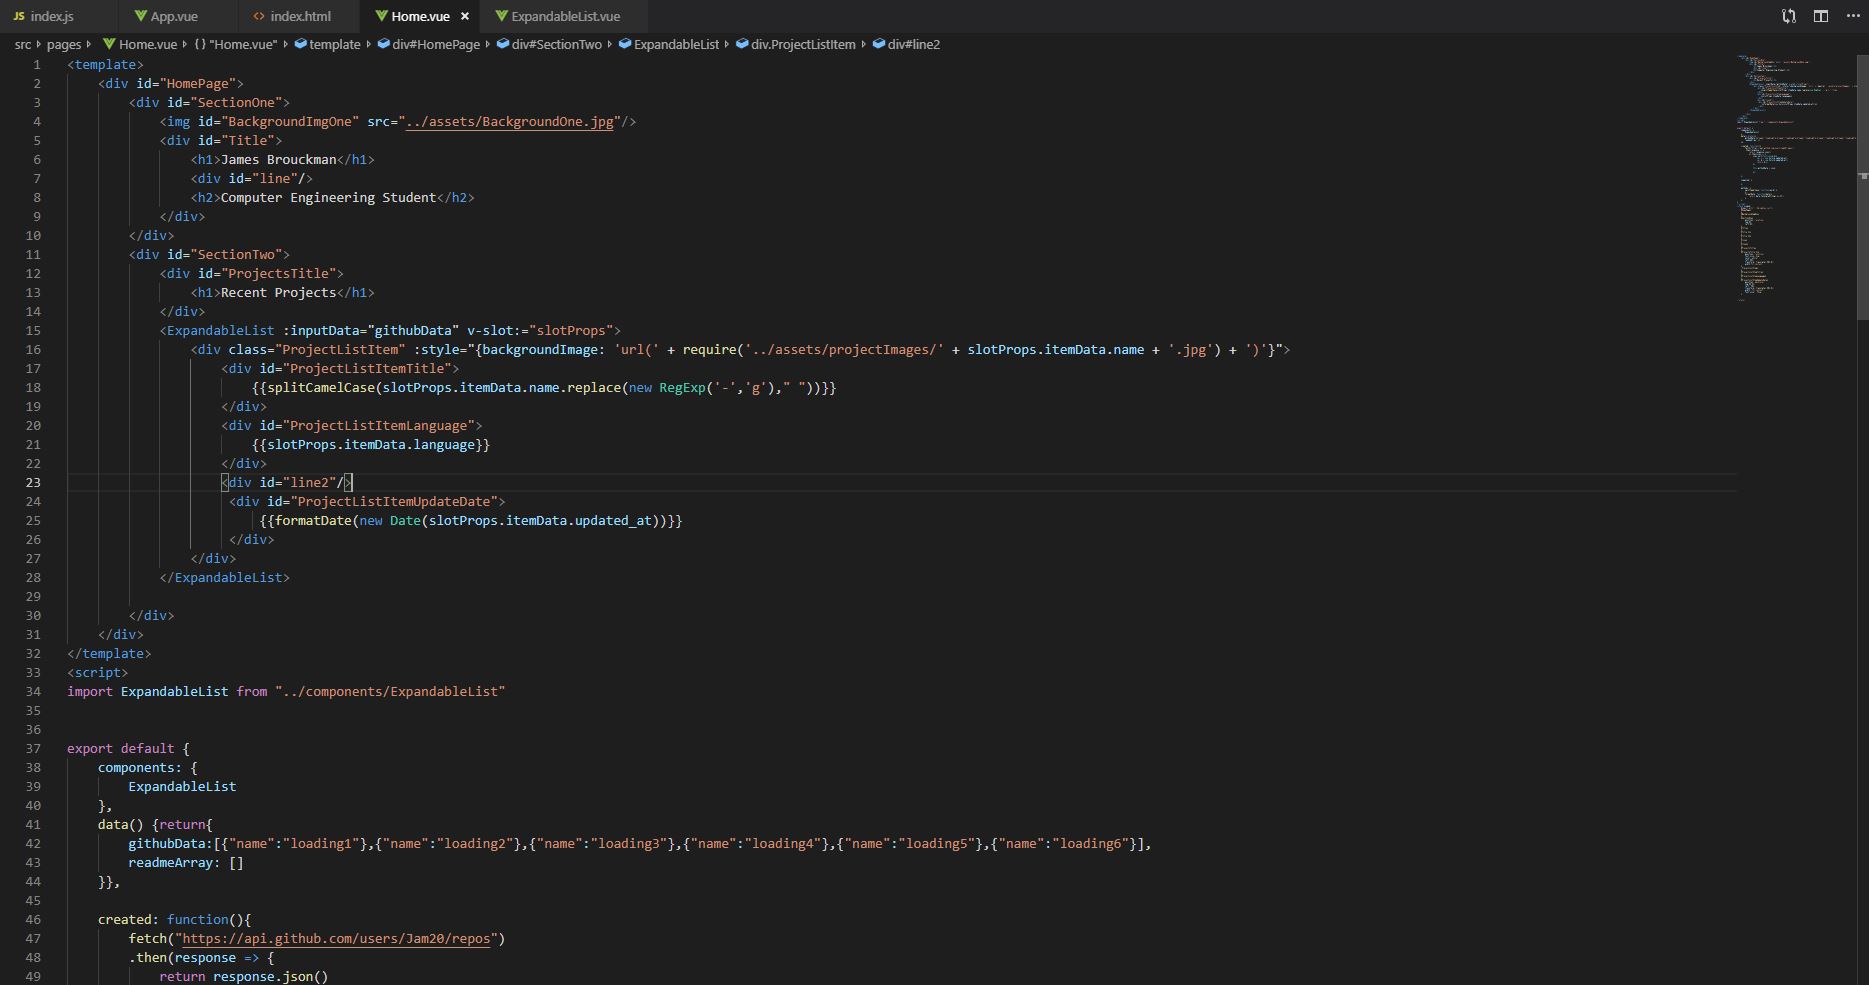 index.js App.vue index.html Home.vue × ExpandableList.vue
src pages Home.vue {} "Home.vue" template div#HomePage div#SectionTwo ExpandableList div.ProjectListItem div#line2
1 <template>
2 <div id="HomePage">
3 <div id="SectionOne">
4 <img id="BackgroundImgOne" src="../assets/BackgroundOne.jpg"/>
5 <div id="Title">
6 <h1>James Brouckman</h1>
7 <div id="line"/>
8 <h2>Computer Engineering Student</h2>
9 </div>
10 </div>
11 <div id="SectionTwo">
12 <div id="ProjectsTitle">
13 <h1>Recent Projects</h1>
14 </div>
15 <ExpandableList :inputData="githubData" v-slot:="slotProps">
16 <div class="ProjectListItem" :style="{backgroundImage: 'url(' + require('../assets/projectImages/' + slotProps.itemData.name + '.jpg') + ')'}">
17 <div id="ProjectListItemTitle">
18 {{splitCamelCase(slotProps.itemData.name.replace(new RegExp('-','g')," "))}}
19 </div>
20 <div id="ProjectListItemLanguage">
21 {{slotProps.itemData.language}}
22 </div>
23 <div id="line2"/>
24 <div id="ProjectListItemUpdateDate">
25 {{formatDate(new Date(slotProps.itemData.updated_at))}}
26 </div>
27 </div>
28 </ExpandableList>
29
30 </div>
31 </div>
32 </template>
33 <script>
34 import ExpandableList from "../components/ExpandableList"
35
36
37 export default {
38 components: {
39 ExpandableList
40 },
41 data() {return{
42 githubData:[{"name":"loading1"},{"name":"loading2"},{"name":"loading3"},{"name":"loading4"},{"name":"loading5"},{"name":"loading6"}],
43 readmeArray: []
44 }},
45
46 created: function(){
47 fetch("https://api.github.com/users/Jam20/repos")
48 .then(response => {
49 return response.json()